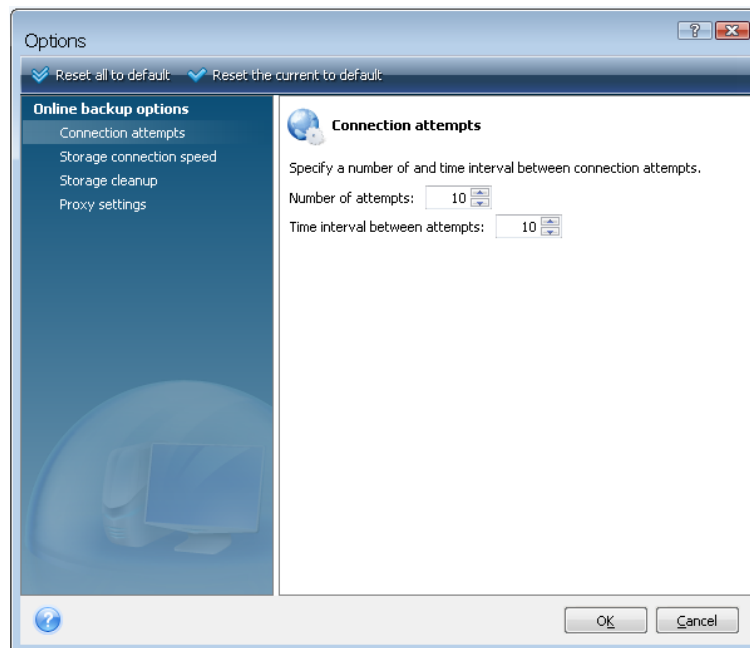 Options
Reset all to default Reset the current to default
Online backup options
Connection attempts
Storage connection speed
Storage cleanup
Proxy settings
Connection attempts
Specify a number of and time interval between connection attempts.
Number of attempts: 10
Time interval between attempts: 10
OK Cancel